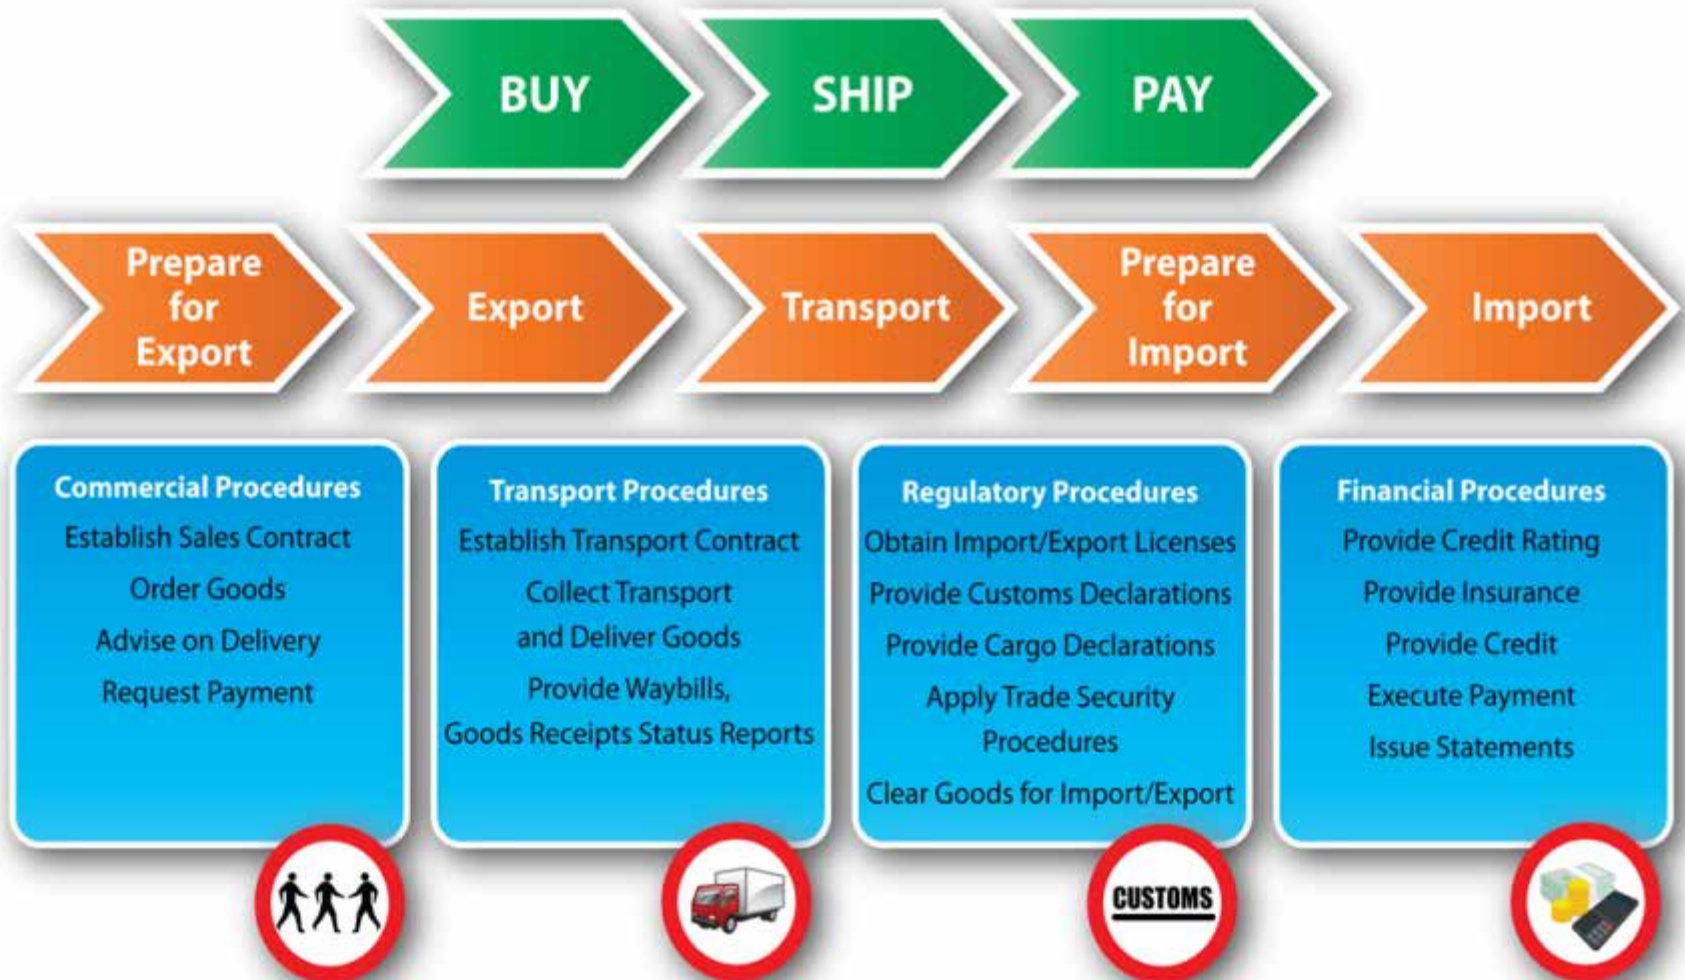 BUY
SHIP
PAY
Prepare
for
Export
Export
Transport
Prepare
for
Import
Import
Commercial Procedures
Establish Sales Contract
Order Goods
Advise on Delivery
Request Payment
Transport Procedures
Establish Transport Contract
Collect Transport
and Deliver Goods
Provide Waybills,
Goods Receipts Status Reports
Regulatory Procedures
Obtain Import/Export Licenses
Provide Customs Declarations
Provide Cargo Declarations
Apply Trade Security
Procedures
Clear Goods for Import/Export
Financial Procedures
Provide Credit Rating
Provide Insurance
Provide Credit
Execute Payment
Issue Statements
CUSTOMS